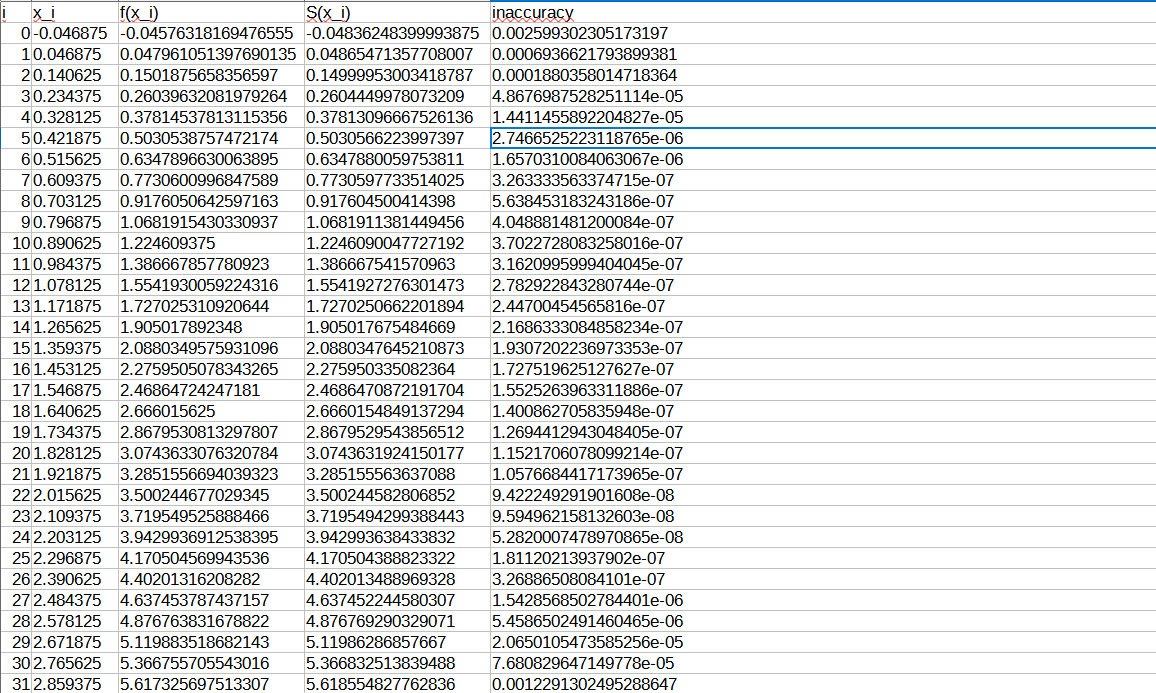 i x_i f(x_i) S(x_i) inaccuracy
0 -0.046875 -0.04576318169476555 -0.04836248399993875 0.002599302305173197
1 0.046875 0.047961051397690135 0.04865471357708007 0.0006936621793899381
2 0.140625 0.1501875658356597 0.14999953003418787 0.0001880358014718364
3 0.234375 0.26039632081979264 0.2604449978073209 4.8676987528251114e-05
4 0.328125 0.37814537813115356 0.37813096667526136 1.4411455892204827e-05
5 0.421875 0.5030538757472174 0.5030566223997397 2.7466525223118765e-06
6 0.515625 0.6347896630063895 0.6347880059753811 1.6570310084063067e-06
7 0.609375 0.7730600996847589 0.7730597733514025 3.263333563374715e-07
8 0.703125 0.9176050642597163 0.917604500414398 5.638453183243186e-07
9 0.796875 1.0681915430330937 1.0681911381449456 4.048881481200084e-07
10 0.890625 1.224609375 1.2246090047727192 3.7022728083258016e-07
11 0.984375 1.386667857780923 1.386667541570963 3.1620995999404045e-07
12 1.078125 1.5541930059224316 1.5541927276301473 2.782922843280744e-07
13 1.171875 1.727025310920644 1.7270250662201894 2.44700454565816e-07
14 1.265625 1.905017892348 1.905017675484669 2.1686333084858234e-07
15 1.359375 2.0880349575931096 2.0880347645210873 1.9307202236973353e-07
16 1.453125 2.2759505078343265 2.275950335082364 1.727519625127627e-07
17 1.546875 2.46864724247181 2.4686470872191704 1.5525263963311886e-07
18 1.640625 2.666015625 2.6660154849137294 1.400862705835948e-07
19 1.734375 2.8679530813297807 2.8679529543856512 1.2694412943048405e-07
20 1.828125 3.0743633076320784 3.0743631924150177 1.1521706078099214e-07
21 1.921875 3.2851556694039323 3.285155563637088 1.0576684417173965e-07
22 2.015625 3.500244677029345 3.500244582806852 9.422249291901608e-08
23 2.109375 3.719549525888466 3.7195494299388443 9.594962158132603e-08
24 2.203125 3.9429936912538395 3.942993638433832 5.2820007478970865e-08
25 2.296875 4.170504569943536 4.170504388823322 1.81120213937902e-07
26 2.390625 4.40201316208282 4.402013488969328 3.26886508084101e-07
27 2.484375 4.637453787437157 4.637452244580307 1.5428568502784401e-06
28 2.578125 4.876763831678822 4.876769290329071 5.4586502491460465e-06
29 2.671875 5.119883518682143 5.11986286857667 2.0650105473585256e-05
30 2.765625 5.366755705543016 5.366832513839488 7.680829647149778e-05
31 2.859375 5.617325697513307 5.618554827762836 0.0012291302495288647